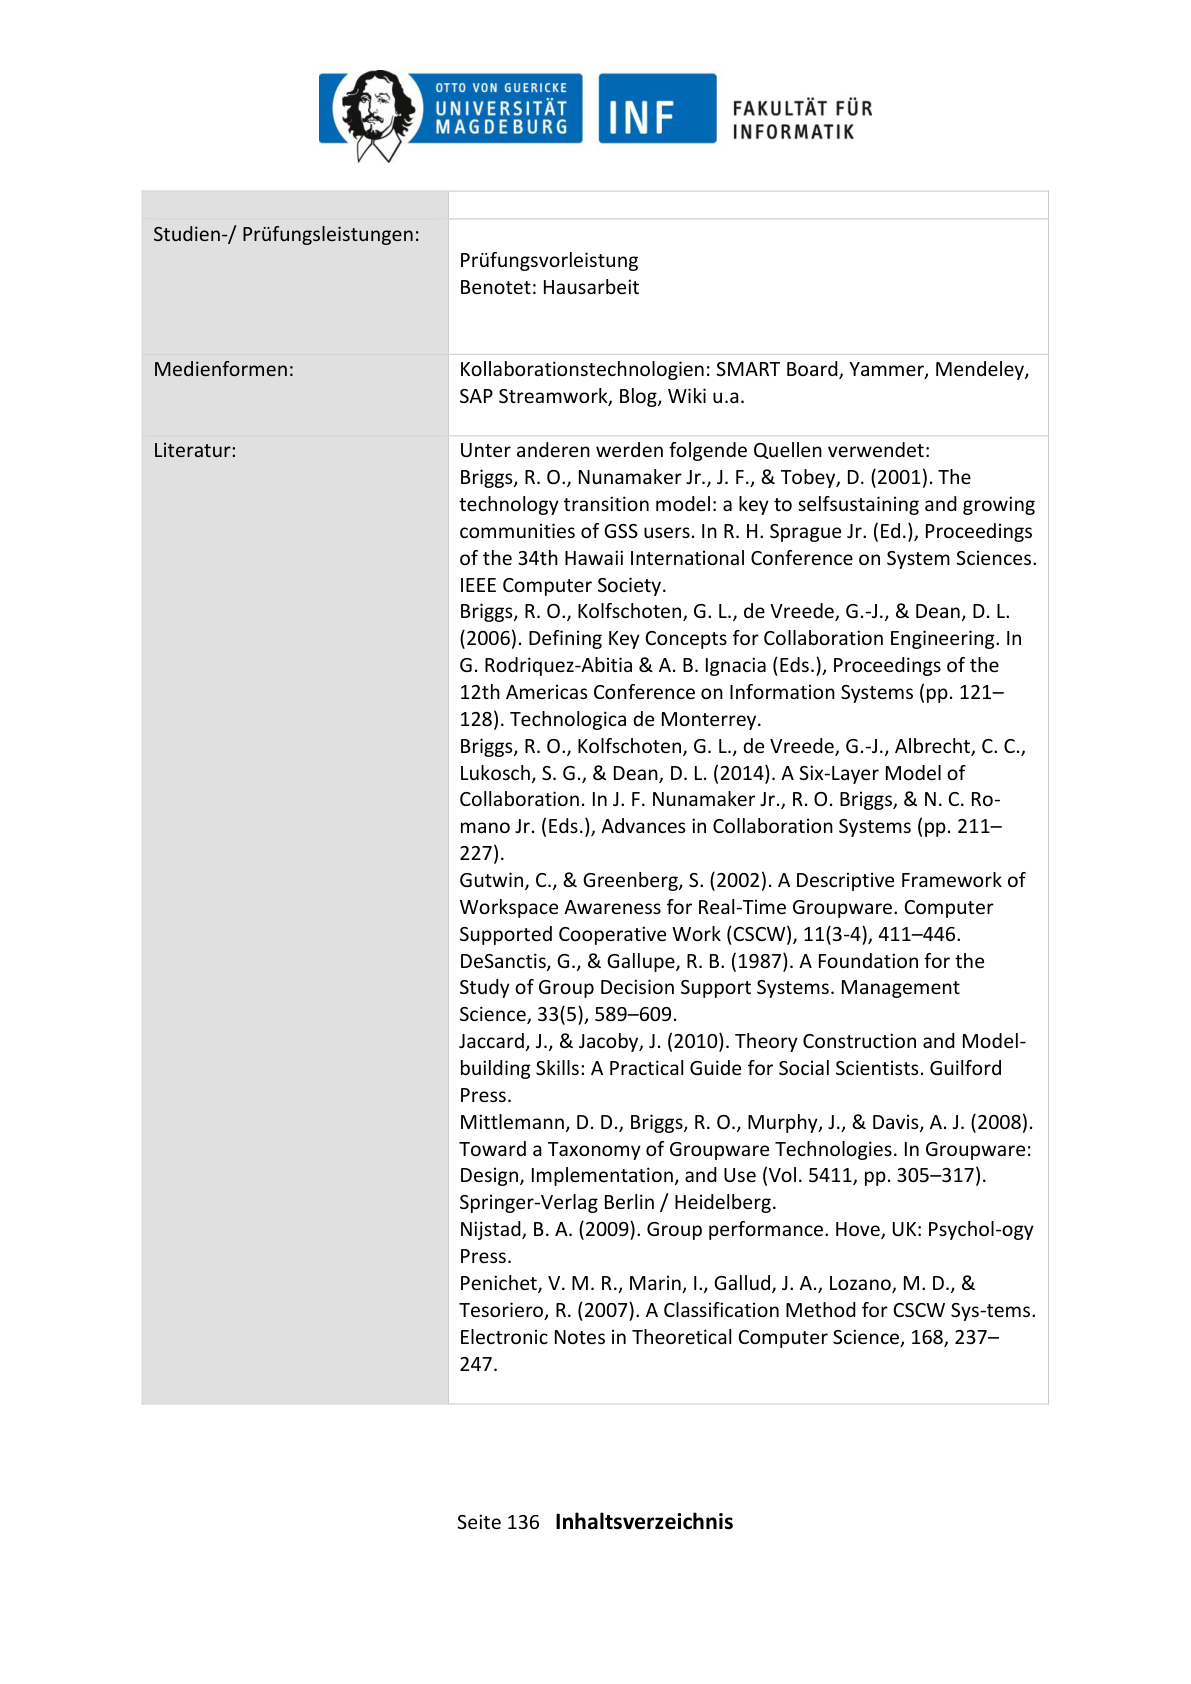 OTTO VON GUERICKE
UNIVERSITÄT
MAGDEBURG
INF
FAKULTÄT FÜR
INFORMATIK
Studien-/ Prüfungsleistungen:
Prüfungsvorleistung
Benotet: Hausarbeit
Medienformen:
Kollaborationstechnologien: SMART Board, Yammer, Mendeley,
SAP Streamwork, Blog, Wiki u.a.
Literatur:
Unter anderen werden folgende Quellen verwendet:
Briggs, R. O., Nunamaker Jr., J. F., & Tobey, D. (2001). The
technology transition model: a key to selfsustaining and growing
communities of GSS users. In R. H. Sprague Jr. (Ed.), Proceedings
of the 34th Hawaii International Conference on System Sciences.
IEEE Computer Society.
Briggs, R. O., Kolfschoten, G. L., de Vreede, G.-J., & Dean, D. L.
(2006). Defining Key Concepts for Collaboration Engineering. In
G. Rodriquez-Abitia & A. B. Ignacia (Eds.), Proceedings of the
12th Americas Conference on Information Systems (pp. 121–
128). Technologica de Monterrey.
Briggs, R. O., Kolfschoten, G. L., de Vreede, G.-J., Albrecht, C. C.,
Lukosch, S. G., & Dean, D. L. (2014). A Six-Layer Model of
Collaboration. In J. F. Nunamaker Jr., R. O. Briggs, & N. C. Ro-
mano Jr. (Eds.), Advances in Collaboration Systems (pp. 211–
227).
Gutwin, C., & Greenberg, S. (2002). A Descriptive Framework of
Workspace Awareness for Real-Time Groupware. Computer
Supported Cooperative Work (CSCW), 11(3-4), 411–446.
DeSanctis, G., & Gallupe, R. B. (1987). A Foundation for the
Study of Group Decision Support Systems. Management
Science, 33(5), 589–609.
Jaccard, J., & Jacoby, J. (2010). Theory Construction and Model-
building Skills: A Practical Guide for Social Scientists. Guilford
Press.
Mittlemann, D. D., Briggs, R. O., Murphy, J., & Davis, A. J. (2008).
Toward a Taxonomy of Groupware Technologies. In Groupware:
Design, Implementation, and Use (Vol. 5411, pp. 305–317).
Springer-Verlag Berlin / Heidelberg.
Nijstad, B. A. (2009). Group performance. Hove, UK: Psychol-ogy
Press.
Penichet, V. M. R., Marin, I., Gallud, J. A., Lozano, M. D., &
Tesoriero, R. (2007). A Classification Method for CSCW Sys-tems.
Electronic Notes in Theoretical Computer Science, 168, 237–
247.
Seite 136 Inhaltsverzeichnis